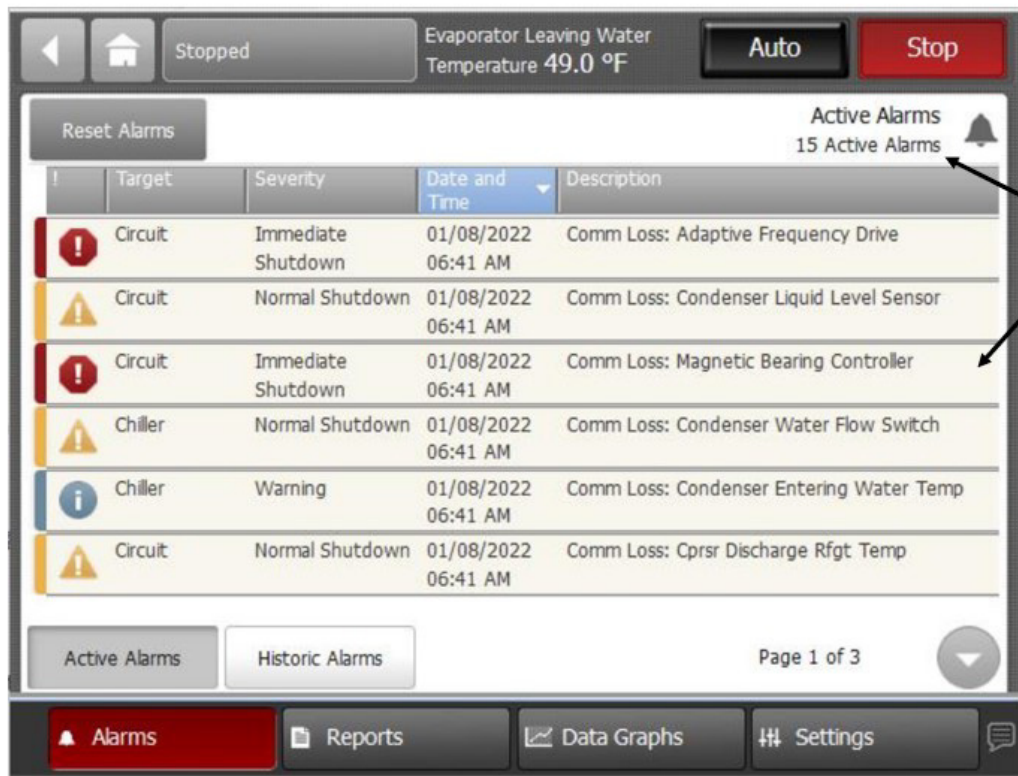 Stopped
Evaporator Leaving Water
Temperature 49.0 °F
Auto
Stop
Reset Alarms
Active Alarms
15 Active Alarms
! Target Severity Date and Time Description
Circuit Immediate Shutdown 01/08/2022 06:41 AM Comm Loss: Adaptive Frequency Drive
Circuit Normal Shutdown 01/08/2022 06:41 AM Comm Loss: Condenser Liquid Level Sensor
Circuit Immediate Shutdown 01/08/2022 06:41 AM Comm Loss: Magnetic Bearing Controller
Chiller Normal Shutdown 01/08/2022 06:41 AM Comm Loss: Condenser Water Flow Switch
Chiller Warning 01/08/2022 06:41 AM Comm Loss: Condenser Entering Water Temp
Circuit Normal Shutdown 01/08/2022 06:41 AM Comm Loss: Cprsr Discharge Rfgt Temp
Active Alarms
Historic Alarms
Page 1 of 3
Alarms
Reports
Data Graphs
Settings